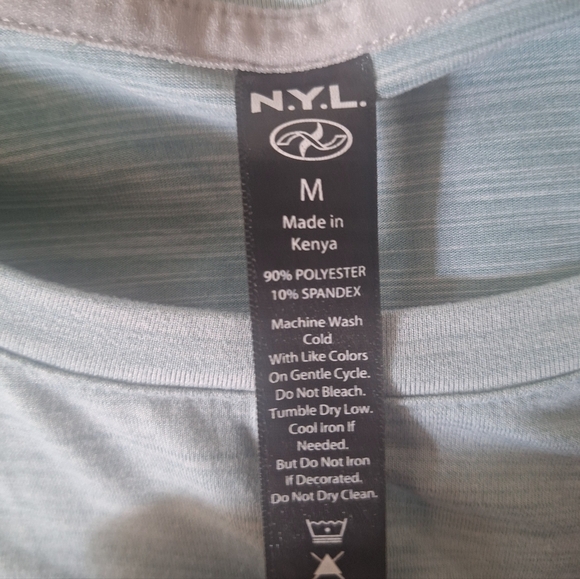 N.Y.L.
M
Made in
Kenya
90% POLYESTER
10% SPANDEX
Machine Wash
Cold
With Like Colors
On Gentle Cycle.
Do Not Bleach.
Tumble Dry Low.
Cool Iron If
Needed.
But Do Not Iron
If Decorated.
Do Not Dry Clean.